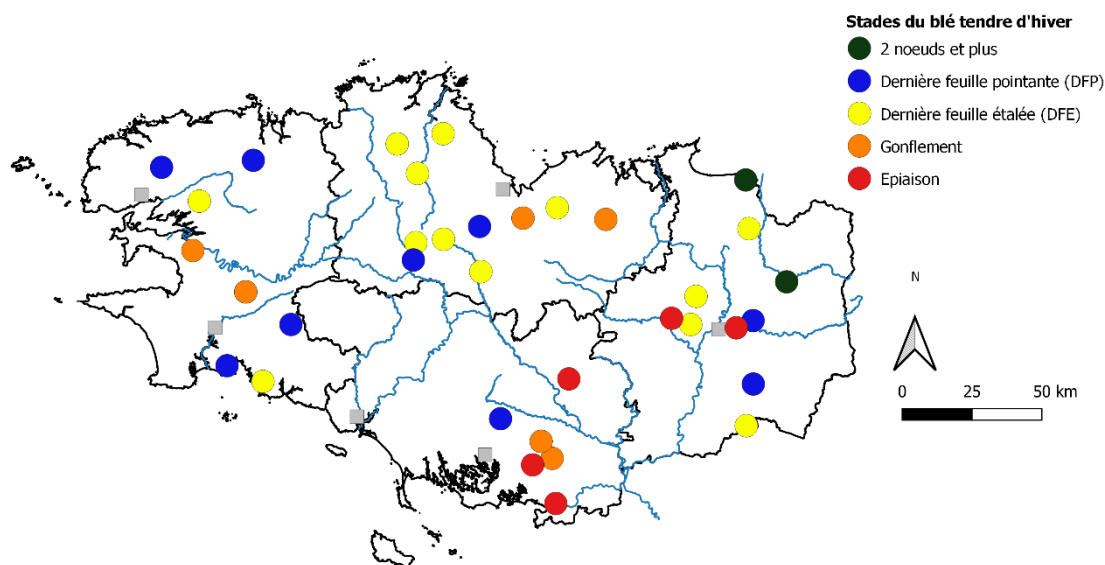 Stades du blé tendre d'hiver
2 noeuds et plus
Dernière feuille pointante (DFP)
Dernière feuille étalée (DFE)
Gonflement
Epiaison
N
0 25 50 km